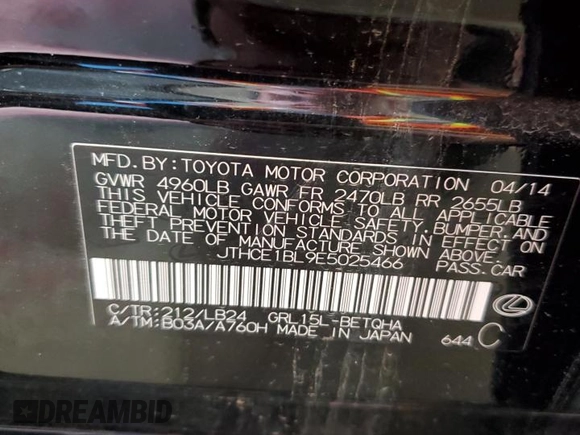 MFD. BY: TOYOTA MOTOR CORPORATION 04/14
GVWR 4960LB GAWR FR 2470LB RR 2655LB
THIS VEHICLE CONFORMS TO ALL APPLICABLE
FEDERAL MOTOR VEHICLE SAFETY, BUMPER, AND
THEFT PREVENTION STANDARDS IN EFFECT ON
THE DATE OF MANUFACTURE SHOWN ABOVE.
JTHCE1BL9E5025466 PASS. CAR
C/TR: 212/LB24 GRL15L-BETQHA
A/TM: B03A/A760H MADE IN JAPAN 644 C
DREAMBID